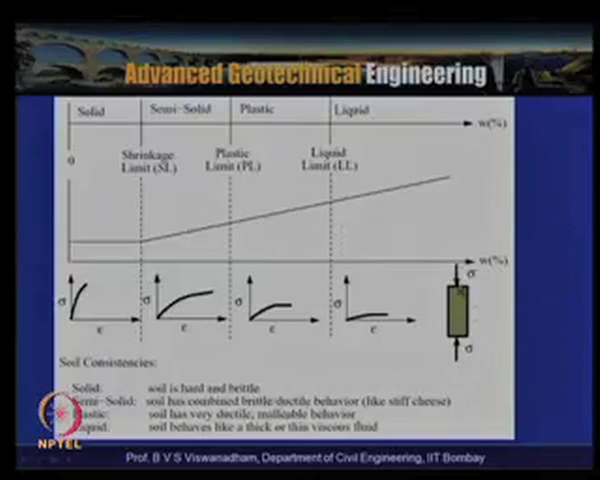 Advanced Geotechnical Engineering
Solid Semi-Solid Plastic Liquid
w(%)
0
Shrinkage Plastic Liquid
Limit (SL) Limit (PL) Limit (LL)
w(%)
σ σ σ σ σ
ε ε ε ε
σ
Soil Consistencies:
Solid: soil is hard and brittle
Semi-Solid: soil has combined brittle/ductile behavior (like stiff cheese)
Plastic: soil has very ductile, malleable behavior
Liquid: soil behaves like a thick or thin viscous fluid
NPTEL
Prof. B V S Viswanadham, Department of Civil Engineering, IIT Bombay